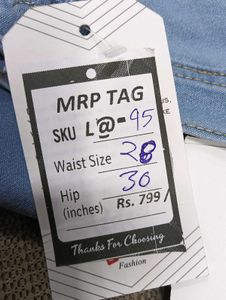 MRP TAG
SKU L@-95
Waist Size 28
Hip 30
(inches) Rs. 799/
Thanks For Choosing
Fashion